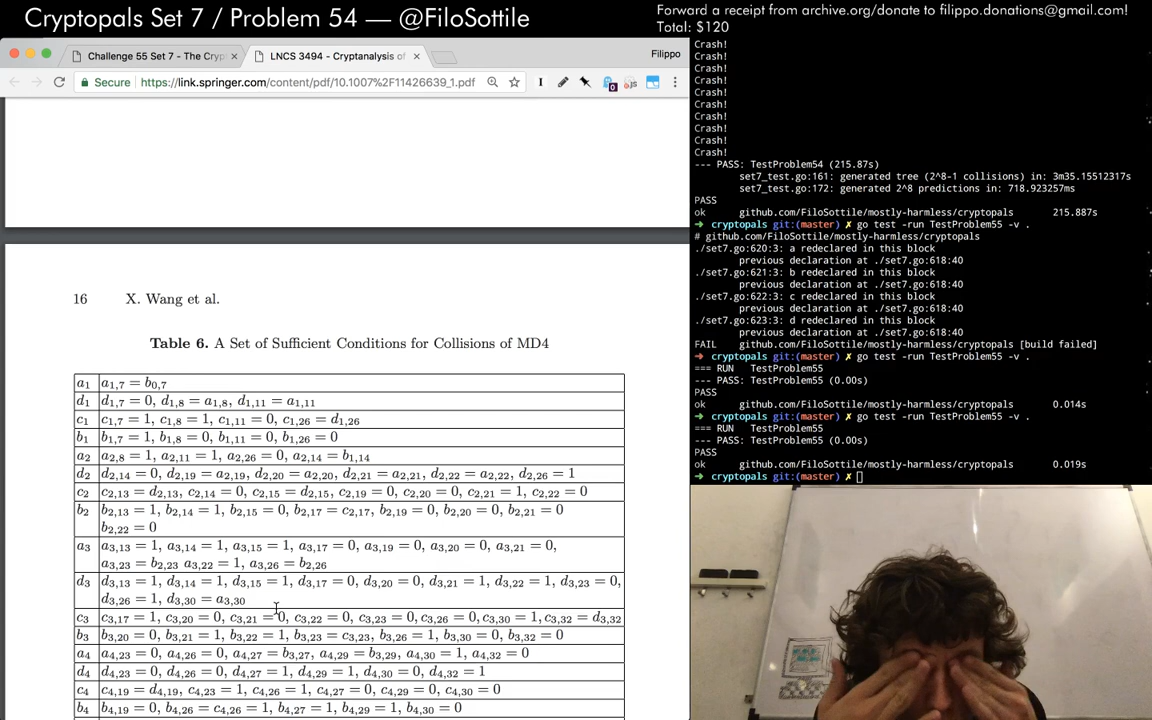 Cryptopals Set 7 / Problem 54 — @FiloSottile
Forward a receipt from archive.org/donate to filippo.donations@gmail.com!
Total: $120
Challenge 55 Set 7 - The Cryp
LNCS 3494 - Cryptanalysis of
Filippo
Secure
https://link.springer.com/content/pdf/10.1007%2F11426639_1.pdf
16 X. Wang et al.
Table 6. A Set of Sufficient Conditions for Collisions of MD4
a1 a1,7 = b0,7
d1 d1,7 = 0, d1,8 = a1,8, d1,11 = a1,11
c1 c1,7 = 1, c1,8 = 1, c1,11 = 0, c1,26 = d1,26
b1 b1,7 = 1, b1,8 = 0, b1,11 = 0, b1,26 = 0
a2 a2,8 = 1, a2,11 = 1, a2,26 = 0, a2,14 = b1,14
d2 d2,14 = 0, d2,19 = a2,19, d2,20 = a2,20, d2,21 = a2,21, d2,22 = a2,22, d2,26 = 1
c2 c2,13 = d2,13, c2,14 = 0, c2,15 = d2,15, c2,19 = 0, c2,20 = 0, c2,21 = 1, c2,22 = 0
b2 b2,13 = 1, b2,14 = 1, b2,15 = 0, b2,17 = c2,17, b2,19 = 0, b2,20 = 0, b2,21 = 0
b2,22 = 0
a3 a3,13 = 1, a3,14 = 1, a3,15 = 1, a3,17 = 0, a3,19 = 0, a3,20 = 0, a3,21 = 0,
a3,23 = b2,23 a3,22 = 1, a3,26 = b2,26
d3 d3,13 = 1, d3,14 = 1, d3,15 = 1, d3,17 = 0, d3,20 = 0, d3,21 = 1, d3,22 = 1, d3,23 = 0,
d3,26 = 1, d3,30 = a3,30
c3 c3,17 = 1, c3,20 = 0, c3,21 = 0, c3,22 = 0, c3,23 = 0, c3,26 = 0, c3,30 = 1, c3,32 = d3,32
b3 b3,20 = 0, b3,21 = 1, b3,22 = 1, b3,23 = c3,23, b3,26 = 1, b3,30 = 0, b3,32 = 0
a4 a4,23 = 0, a4,26 = 0, a4,27 = b3,27, a4,29 = b3,29, a4,30 = 1, a4,32 = 0
d4 d4,23 = 0, d4,26 = 0, d4,27 = 1, d4,29 = 1, d4,30 = 0, d4,32 = 1
c4 c4,19 = d4,19, c4,23 = 1, c4,26 = 1, c4,27 = 0, c4,29 = 0, c4,30 = 0
b4 b4,19 = 0, b4,26 = c4,26 = 1, b4,27 = 1, b4,29 = 1, b4,30 = 0
Crash!
Crash!
Crash!
Crash!
Crash!
Crash!
Crash!
Crash!
Crash!
Crash!
--- PASS: TestProblem54 (215.87s)
set7_test.go:161: generated tree (2^8-1 collisions) in: 3m35.15512317s
set7_test.go:172: generated 2^8 predictions in: 718.923257ms
PASS
ok github.com/FiloSottile/mostly-harmless/cryptopals 215.887s
➜ cryptopals git:(master) ✗ go test -run TestProblem55 -v .
# github.com/FiloSottile/mostly-harmless/cryptopals
./set7.go:620:3: a redeclared in this block
previous declaration at ./set7.go:618:40
./set7.go:621:3: b redeclared in this block
previous declaration at ./set7.go:618:40
./set7.go:622:3: c redeclared in this block
previous declaration at ./set7.go:618:40
./set7.go:623:3: d redeclared in this block
previous declaration at ./set7.go:618:40
FAIL github.com/FiloSottile/mostly-harmless/cryptopals [build failed]
➜ cryptopals git:(master) ✗ go test -run TestProblem55 -v .
=== RUN TestProblem55
--- PASS: TestProblem55 (0.00s)
PASS
ok github.com/FiloSottile/mostly-harmless/cryptopals 0.014s
➜ cryptopals git:(master) ✗ go test -run TestProblem55 -v .
=== RUN TestProblem55
--- PASS: TestProblem55 (0.00s)
PASS
ok github.com/FiloSottile/mostly-harmless/cryptopals 0.019s
➜ cryptopals git:(master) ✗